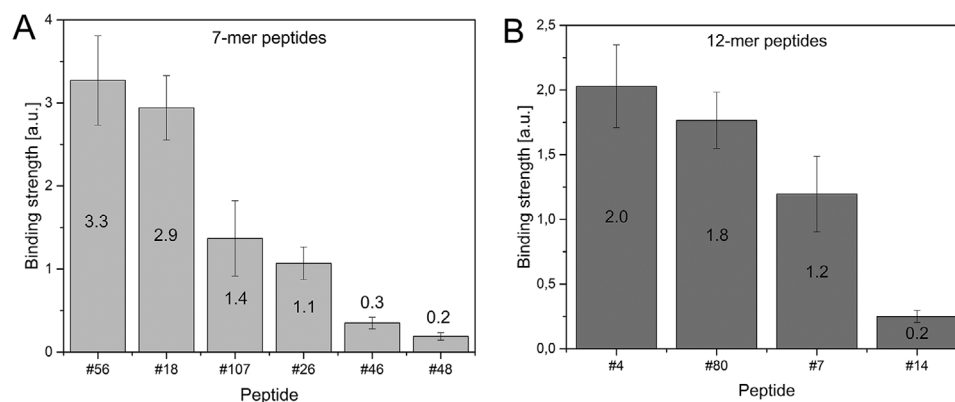 A
7-mer peptides
Binding strength [a.u.]
4
3
2
1
0
3.3
2.9
1.4
1.1
0.3
0.2
#56 #18 #107 #26 #46 #48
Peptide
B
12-mer peptides
Binding strength [a.u.]
2,5
2,0
1,5
1,0
0,5
0,0
2.0
1.8
1.2
0.2
#4 #80 #7 #14
Peptide